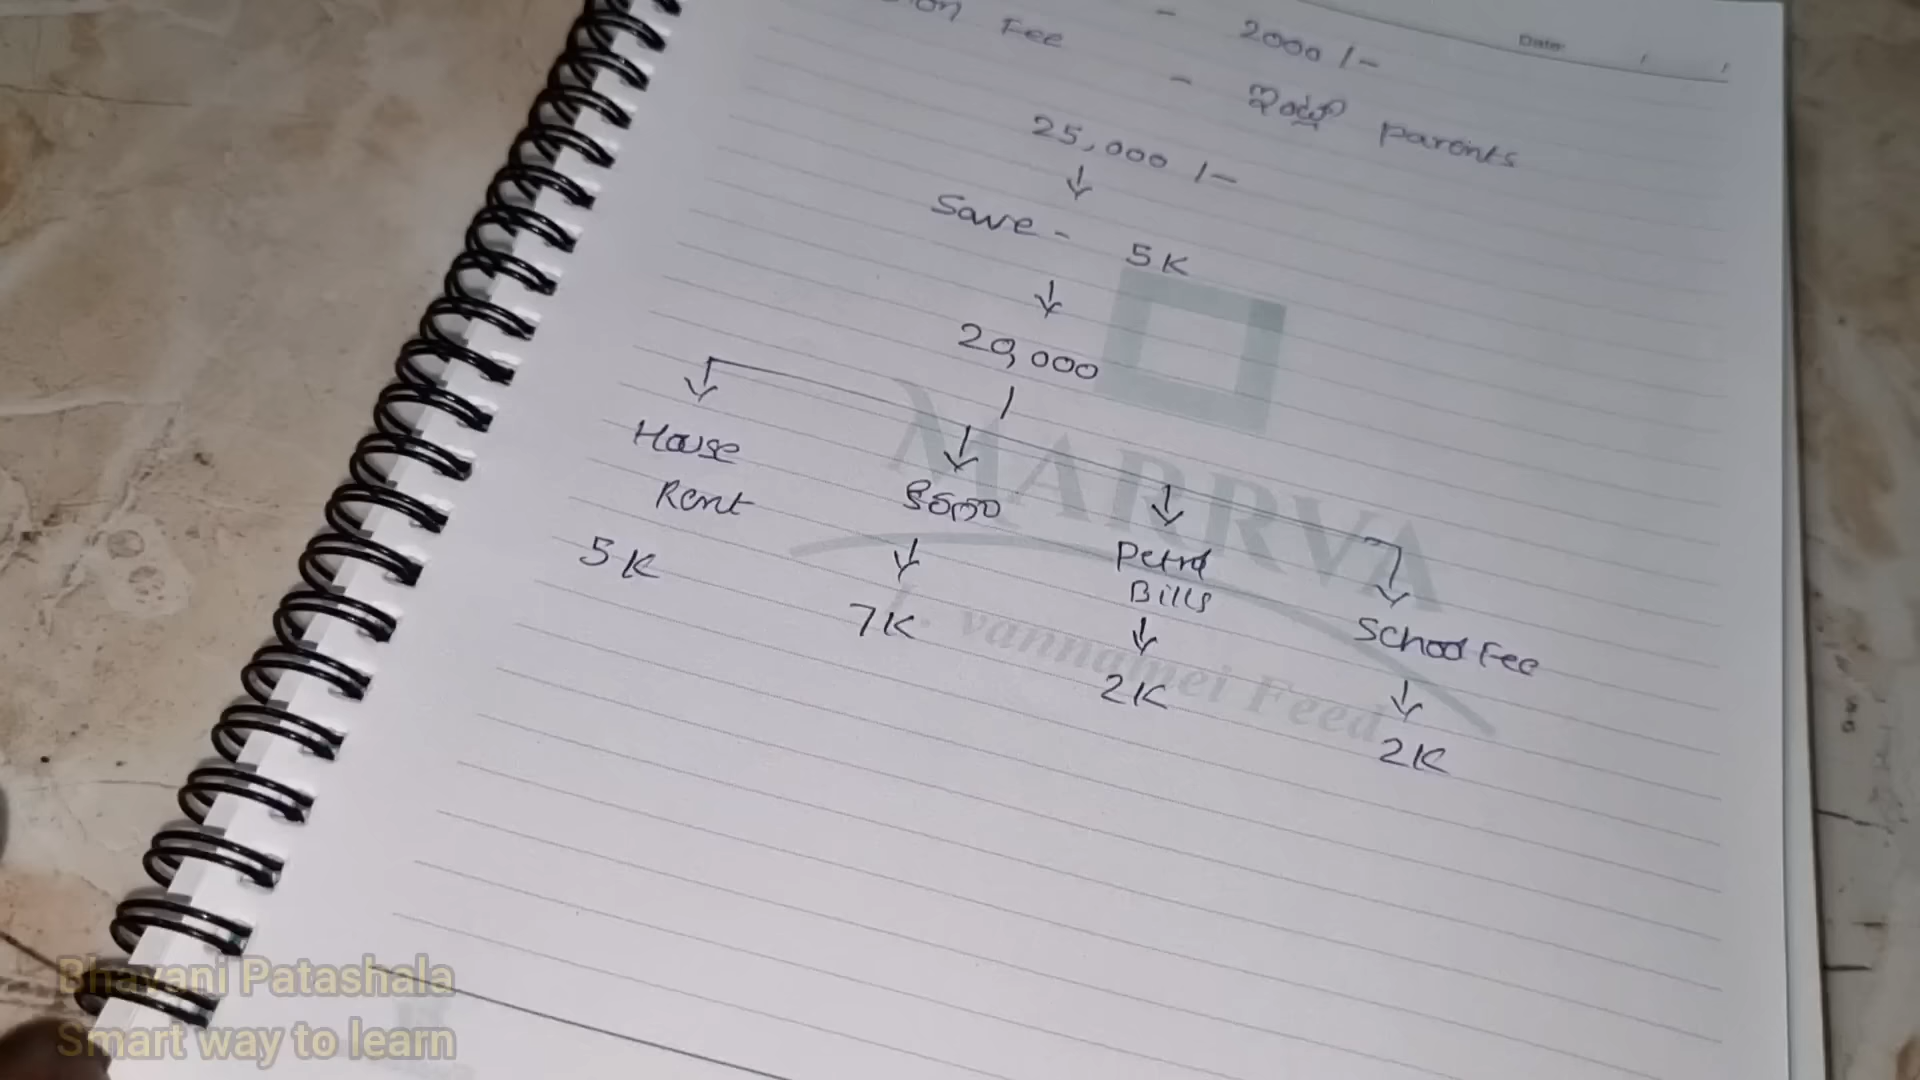 Fee - 2000/-
Date:
- parents
25,000/-
Save - 5K
20,000
House
Rent
5K
7K
Petrol
Bills
2K
School Fee
2K
MARRVA
L. vannamei Feed
Bhavani Patashala
Smart way to learn